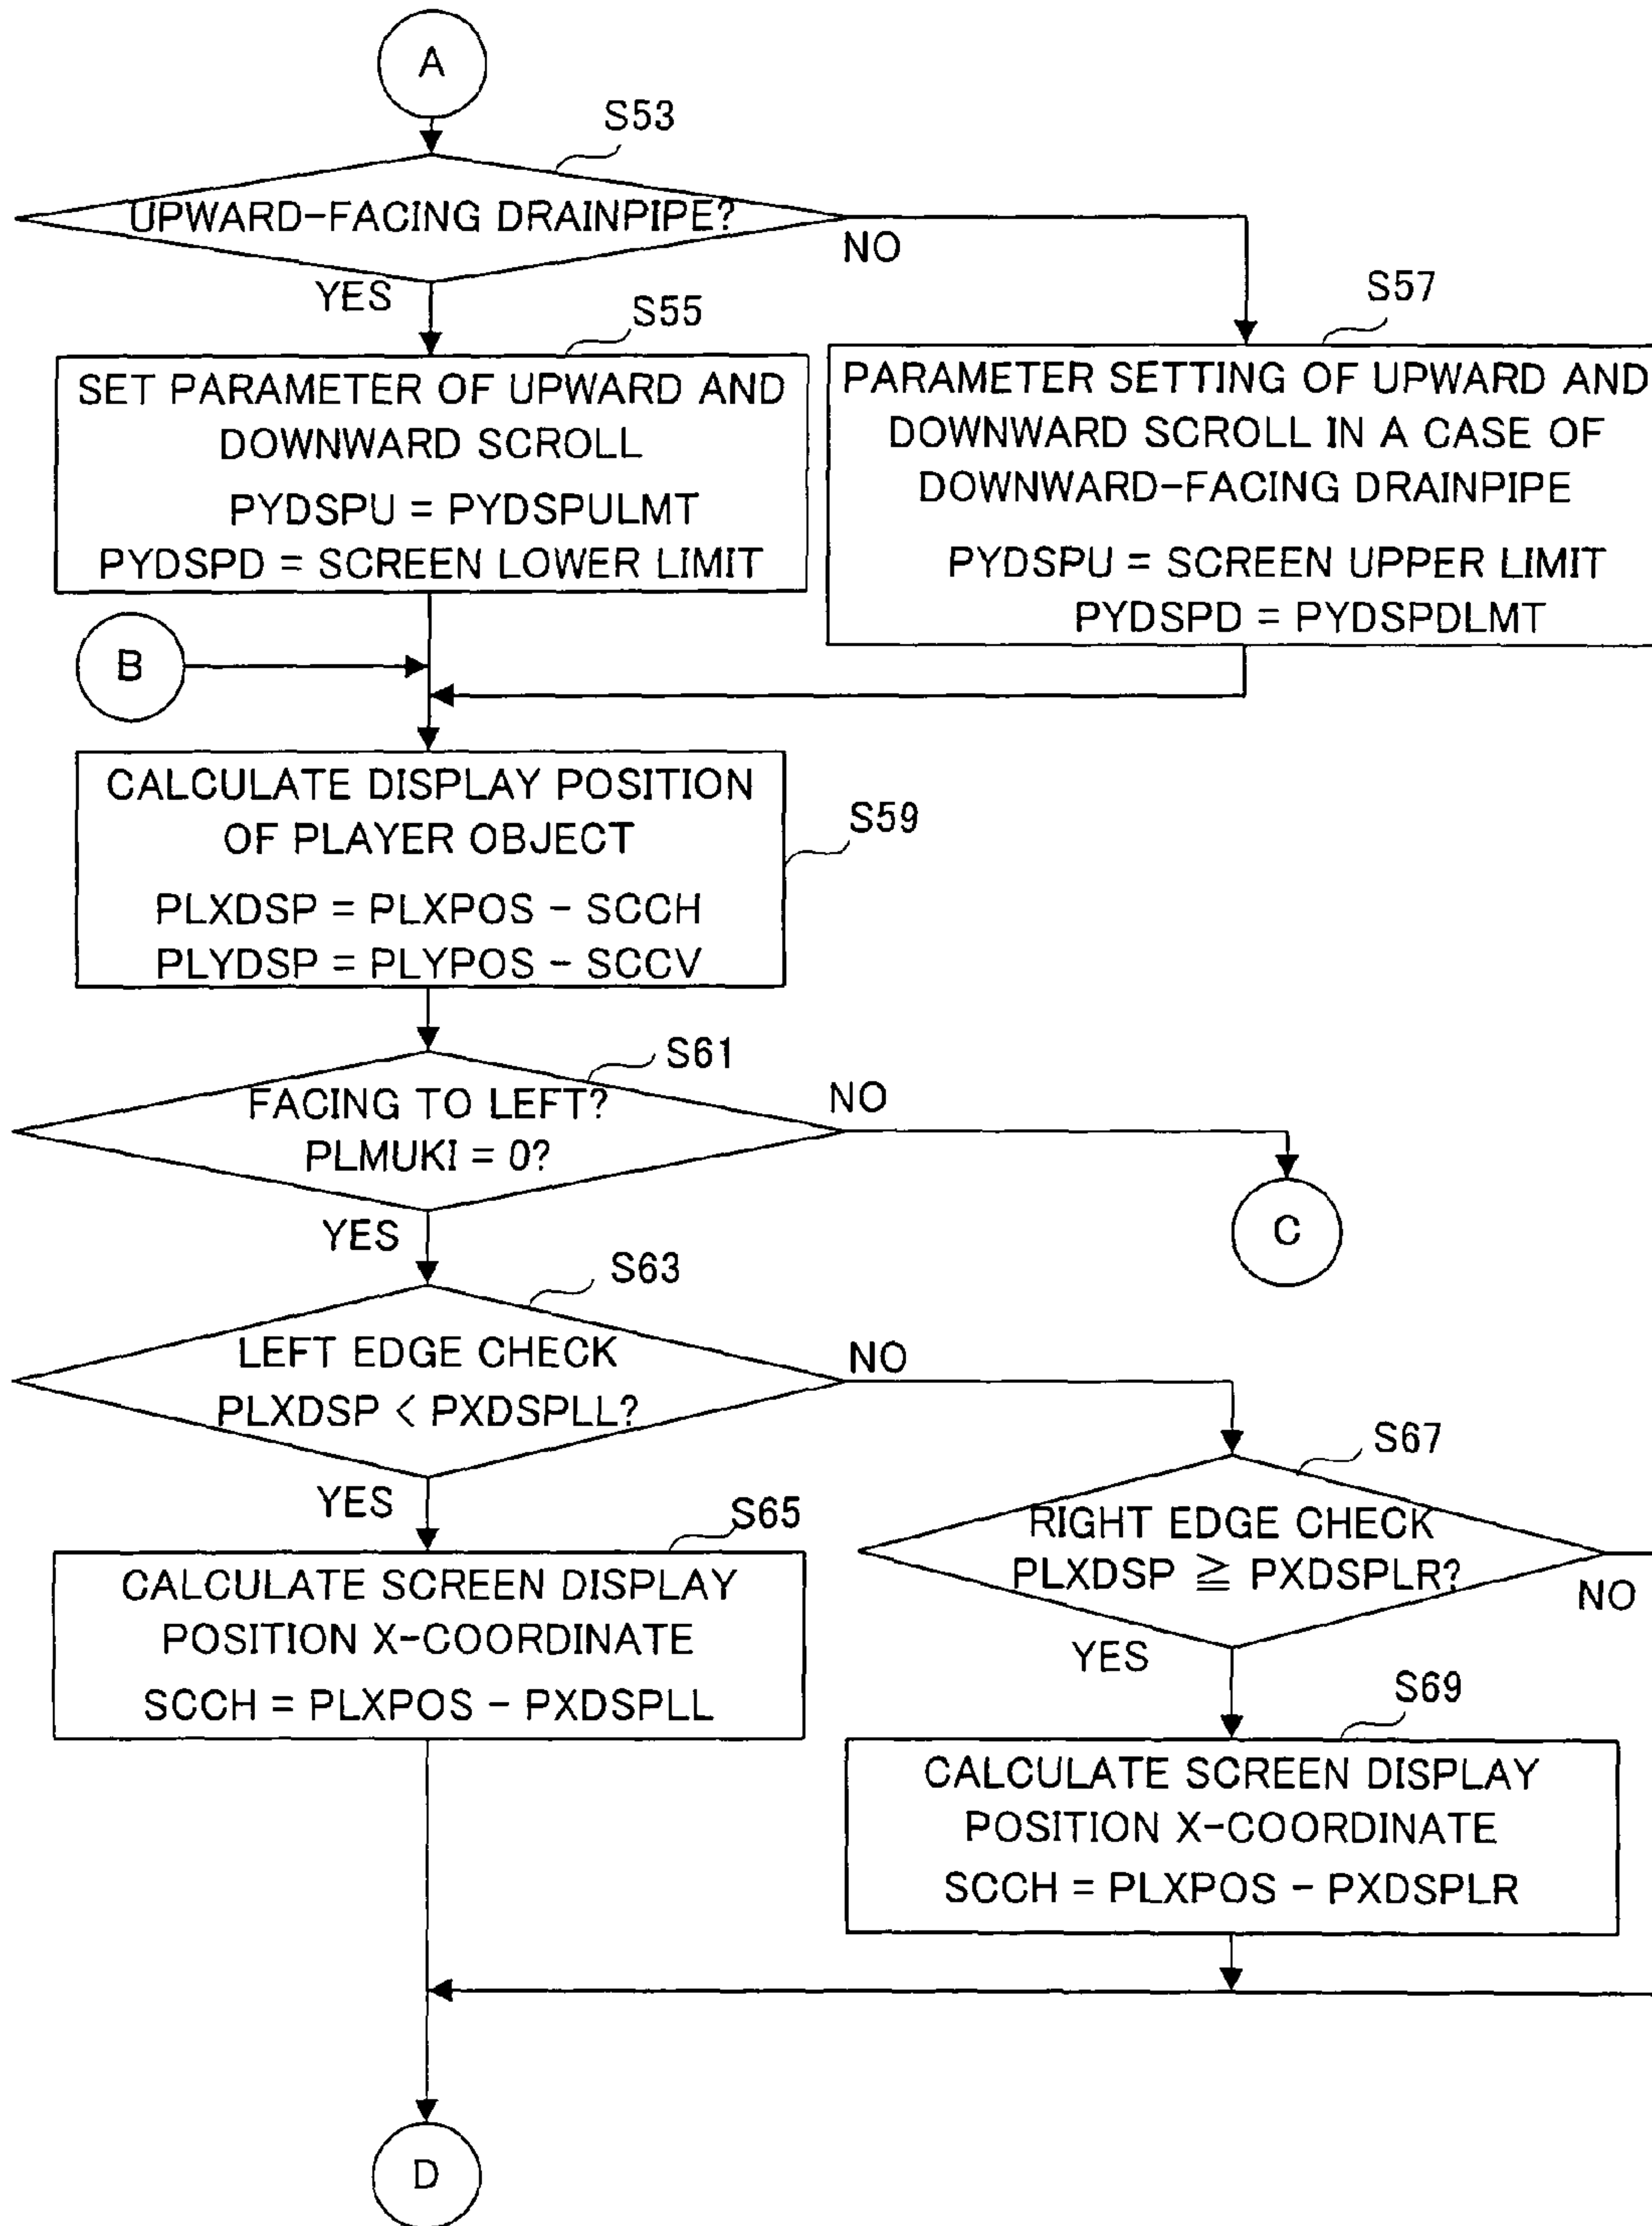 A
S53
UPWARD-FACING DRAINPIPE?
NO
YES
S55
SET PARAMETER OF UPWARD AND
DOWNWARD SCROLL
PYDSPU = PYDSPULMT
PYDSPD = SCREEN LOWER LIMIT
S57
PARAMETER SETTING OF UPWARD AND
DOWNWARD SCROLL IN A CASE OF
DOWNWARD-FACING DRAINPIPE
PYDSPU = SCREEN UPPER LIMIT
PYDSPD = PYDSPDLMT
B
CALCULATE DISPLAY POSITION
OF PLAYER OBJECT
PLXDSP = PLXPOS - SCCH
PLYDSP = PLYPOS - SCCV
S59
S61
FACING TO LEFT?
PLMUKI = 0?
NO
C
YES
S63
LEFT EDGE CHECK
PLXDSP < PXDSPLL?
NO
YES
S65
CALCULATE SCREEN DISPLAY
POSITION X-COORDINATE
SCCH = PLXPOS - PXDSPLL
S67
RIGHT EDGE CHECK
PLXDSP ≧ PXDSPLR?
NO
YES
S69
CALCULATE SCREEN DISPLAY
POSITION X-COORDINATE
SCCH = PLXPOS - PXDSPLR
D